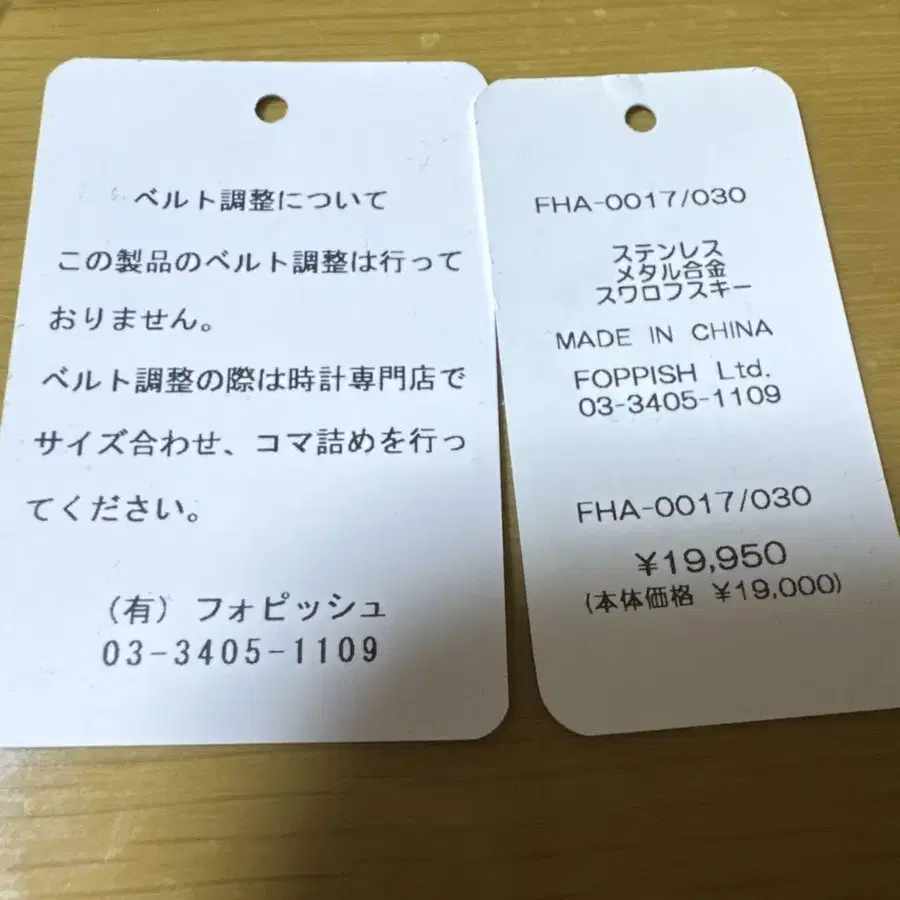 ベルト調整について
この製品のベルト調整は行って
おりません。
ベルト調整の際は時計専門店で
サイズ合わせ、コマ詰めを行っ
てください。
（有）フォピッシュ
03-3405-1109
FHA-0017/030
ステンレス
メタル合金
スワロフスキー
MADE IN CHINA
FOPPISH Ltd.
03-3405-1109
FHA-0017/030
¥19,950
(本体価格 ¥19,000)